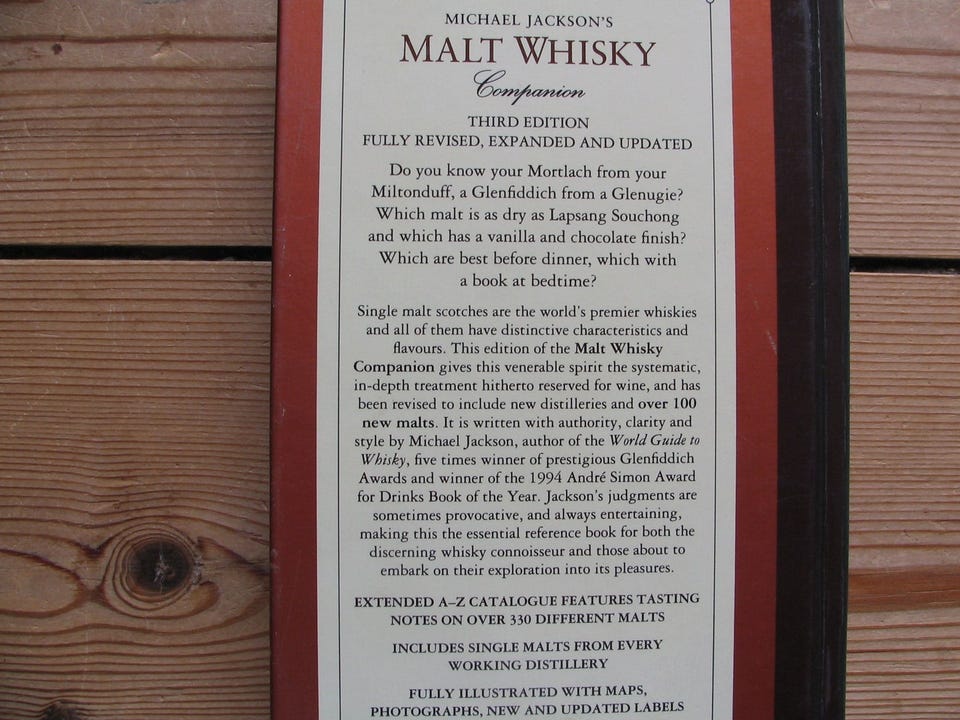 MICHAEL JACKSON'S
MALT WHISKY
Companion
THIRD EDITION
FULLY REVISED, EXPANDED AND UPDATED
Do you know your Mortlach from your
Miltonduff, a Glenfiddich from a Glenugie?
Which malt is as dry as Lapsang Souchong
and which has a vanilla and chocolate finish?
Which are best before dinner, which with
a book at bedtime?
Single malt scotches are the world's premier whiskies
and all of them have distinctive characteristics and
flavours. This edition of the Malt Whisky
Companion gives this venerable spirit the systematic,
in-depth treatment hitherto reserved for wine, and has
been revised to include new distilleries and over 100
new malts. It is written with authority, clarity and
style by Michael Jackson, author of the World Guide to
Whisky, five times winner of prestigious Glenfiddich
Awards and winner of the 1994 André Simon Award
for Drinks Book of the Year. Jackson's judgments are
sometimes provocative, and always entertaining,
making this the essential reference book for both the
discerning whisky connoisseur and those about to
embark on their exploration into its pleasures.
EXTENDED A–Z CATALOGUE FEATURES TASTING
NOTES ON OVER 330 DIFFERENT MALTS
INCLUDES SINGLE MALTS FROM EVERY
WORKING DISTILLERY
FULLY ILLUSTRATED WITH MAPS,
PHOTOGRAPHS, NEW AND UPDATED LABELS